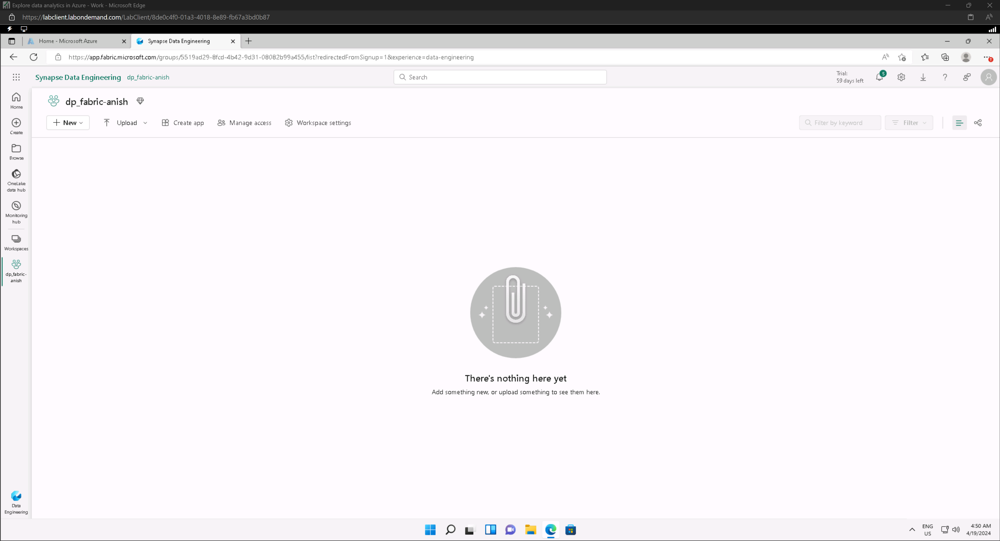 Explore data analytics in Azure - Work - Microsoft Edge
https://labclient.labondemand.com/LabClient/8de0c4f0-01a3-4018-8e89-fb67a3bd0b87
Home - Microsoft Azure
Synapse Data Engineering
https://app.fabric.microsoft.com/groups/5519ad29-8fcd-4b42-9d31-08082b99a455/list?redirectedFromSignup=1&experience=data-engineering
Synapse Data Engineering dp_fabric-anish
Search
Trial:
59 days left
5
Home
Create
Browse
OneLake
data hub
Monitoring
hub
Workspaces
dp_fabric-
anish
dp_fabric-anish
New
Upload
Create app
Manage access
Workspace settings
Filter by keyword
Filter
There's nothing here yet
Add something new, or upload something to see them here.
Data
Engineering
ENG
US
4:50 AM
4/19/2024